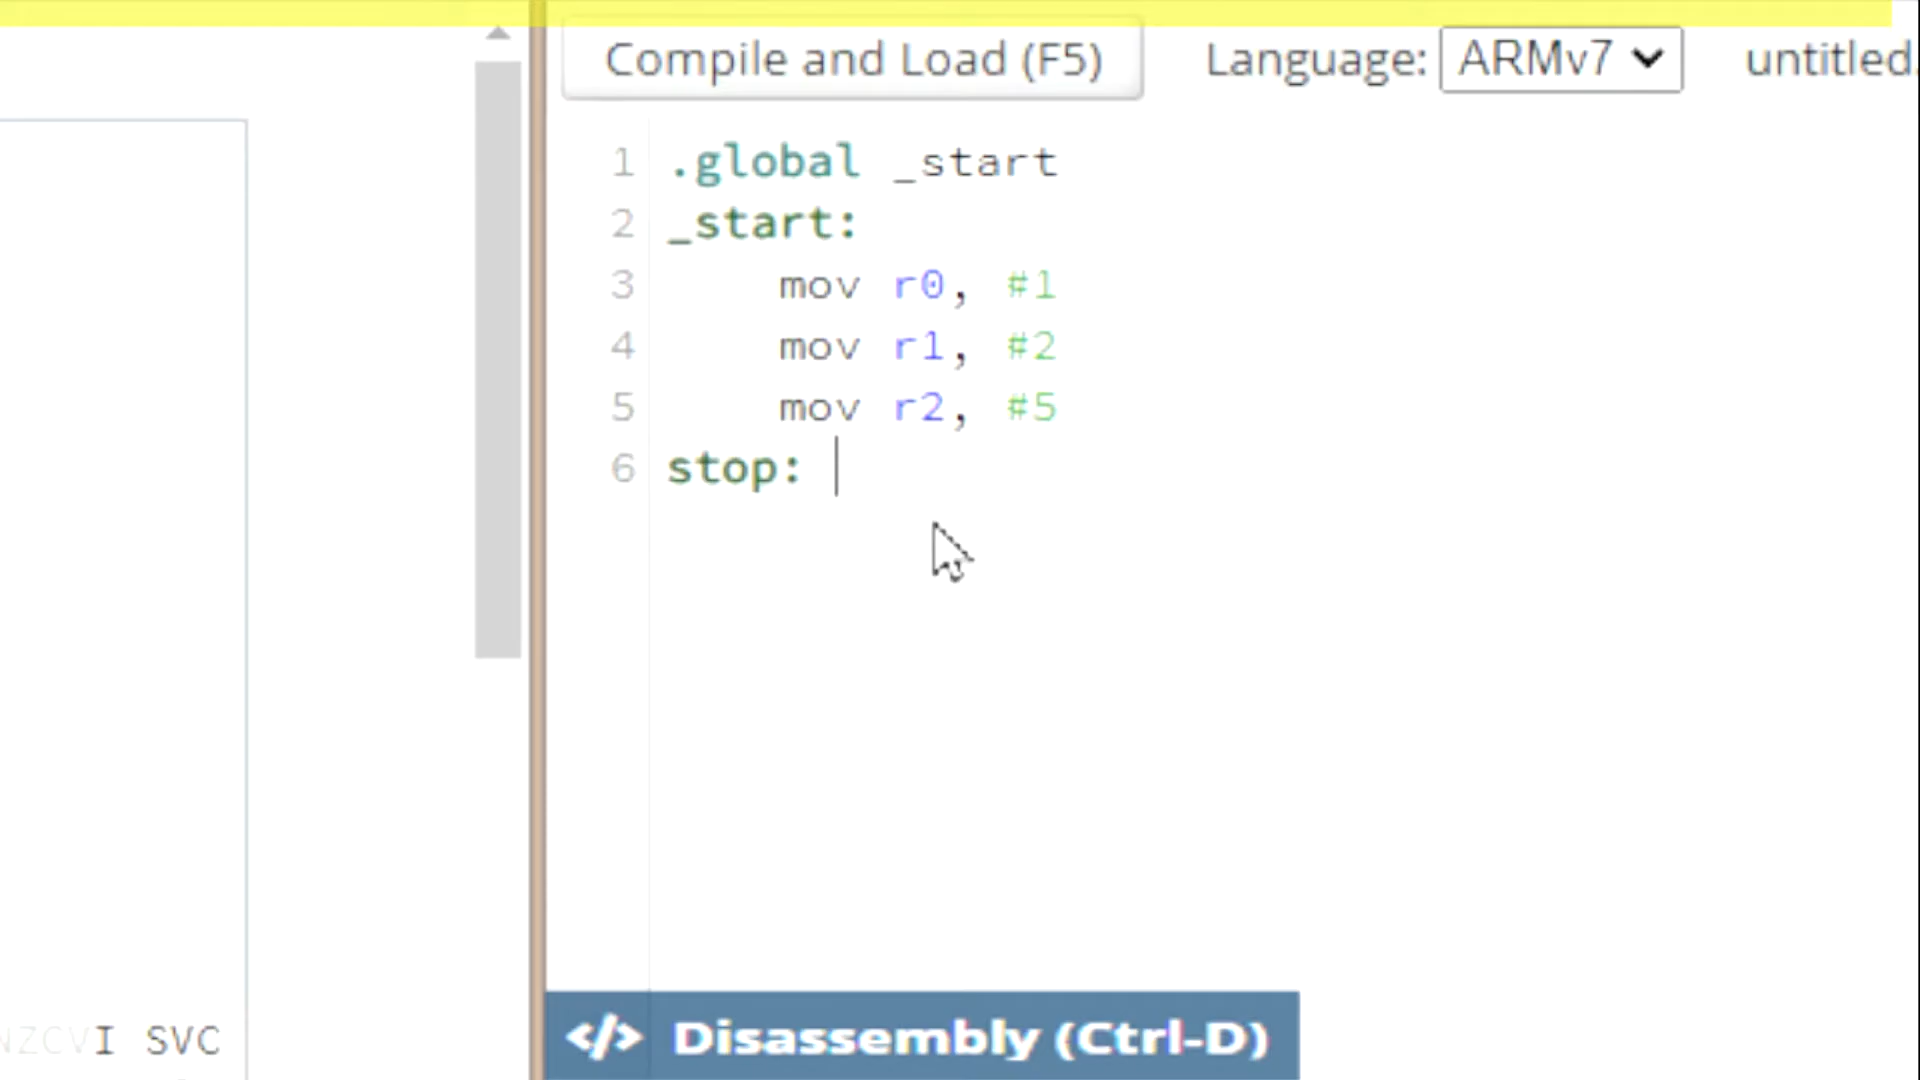 Compile and Load (F5) Language: ARMv7 untitled.
1 .global _start
2 _start:
3 mov r0, #1
4 mov r1, #2
5 mov r2, #5
6 stop:
NZCVI SVC
</> Disassembly (Ctrl-D)